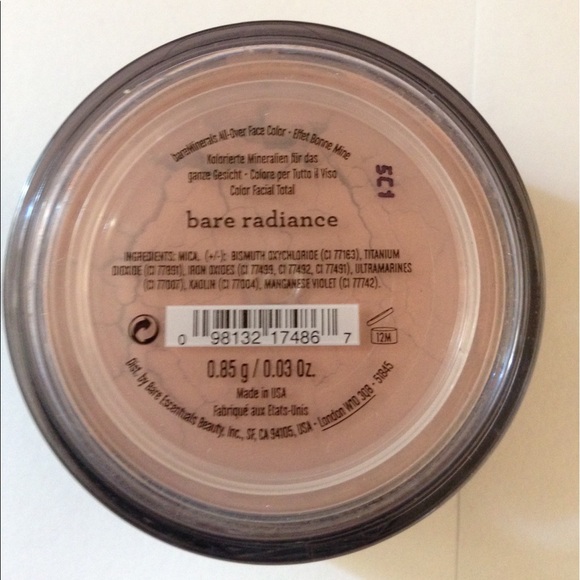 bareMinerals All-Over Face Color - Effet Bonne Mine
Kolorierte Mineralien für das
ganze Gesicht - Colore per Tutto il Viso
Color Facial Total
5C1
bare radiance
INGREDIENTS: MICA. (+/-): BISMUTH OXYCHLORIDE (CI 77163), TITANIUM
DIOXIDE (CI 77891), IRON OXIDES (CI 77499, CI 77492, CI 77491), ULTRAMARINES
(CI 77007), KAOLIN (CI 77004), MANGANESE VIOLET (CI 77742).
0 98132 17486 7
12M
0.85 g / 0.03 Oz.
Made in USA
Fabriqué aux Etats-Unis
Dist. by Bare Escentuals Beauty, Inc., SF, CA 94105, USA - London W10 3QB - 51845